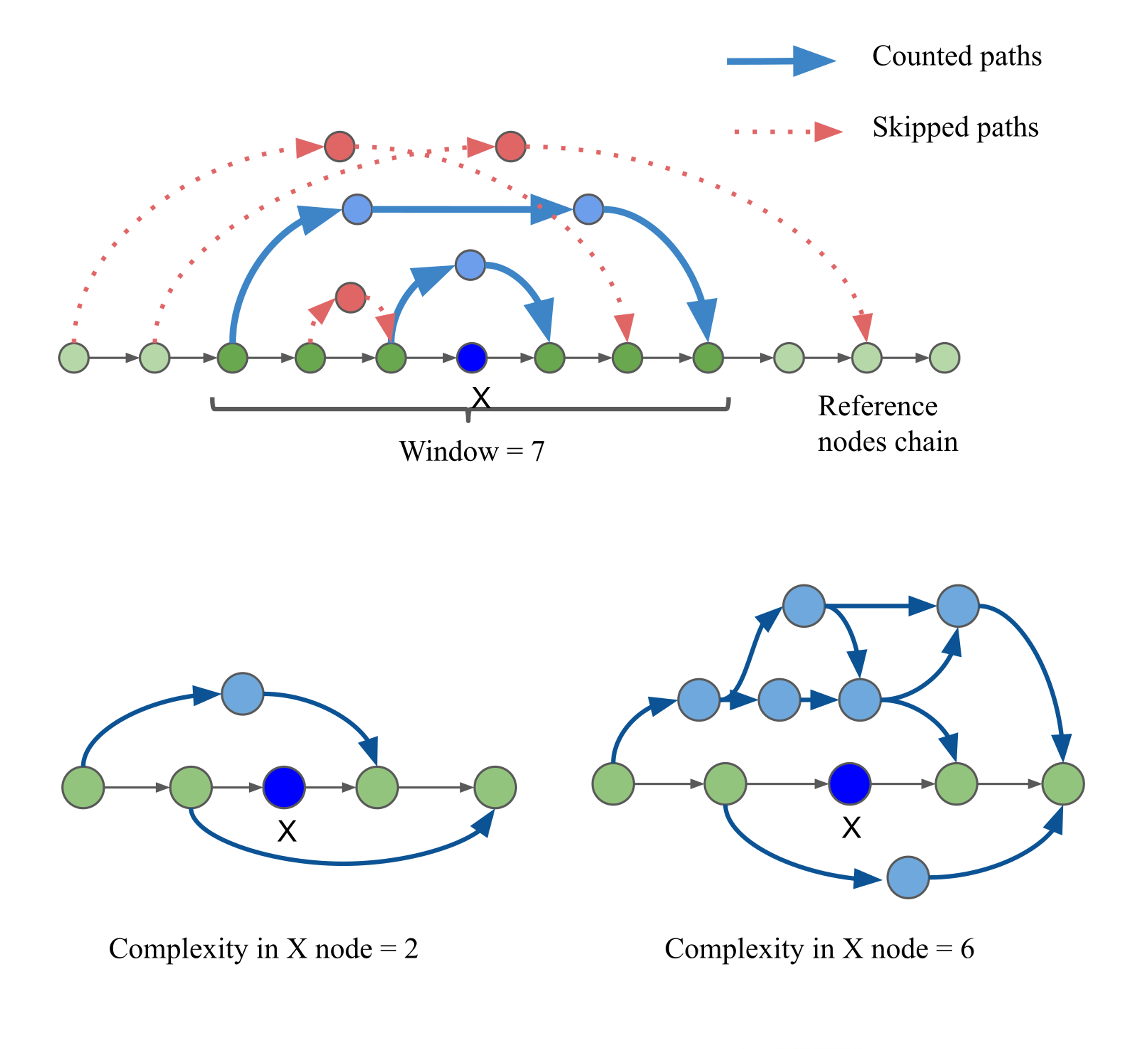 Counted paths
Skipped paths
X
Window = 7
Reference
nodes chain
X
X
Complexity in X node = 2
Complexity in X node = 6